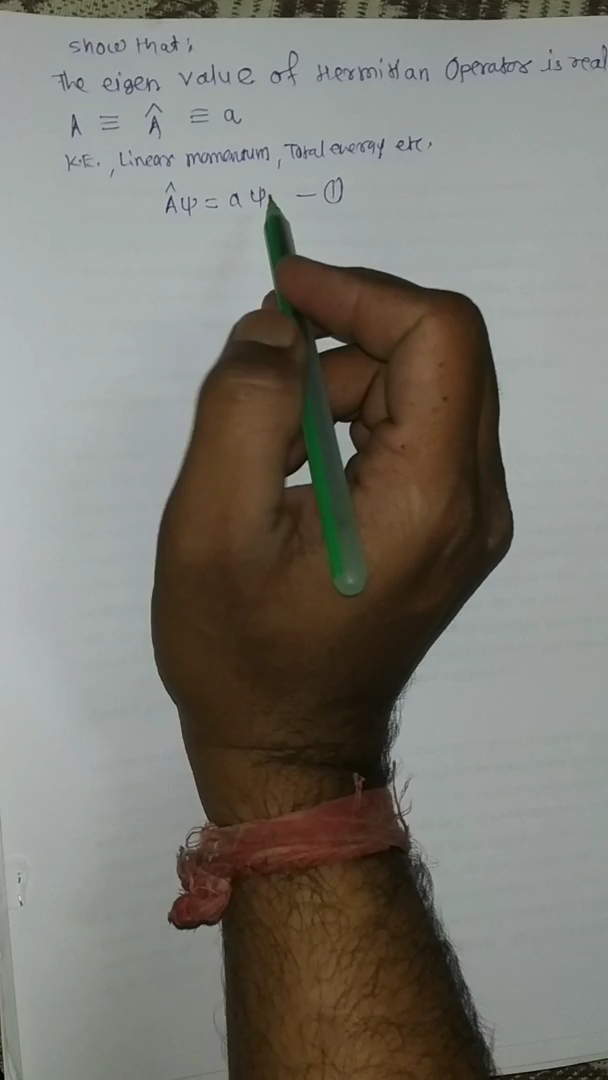 show that:
The eigen value of Hermitian Operator is real
A ≡ Â ≡ a
K.E., Linear momentum, Total energy etc.
Âψ = aψ — ①